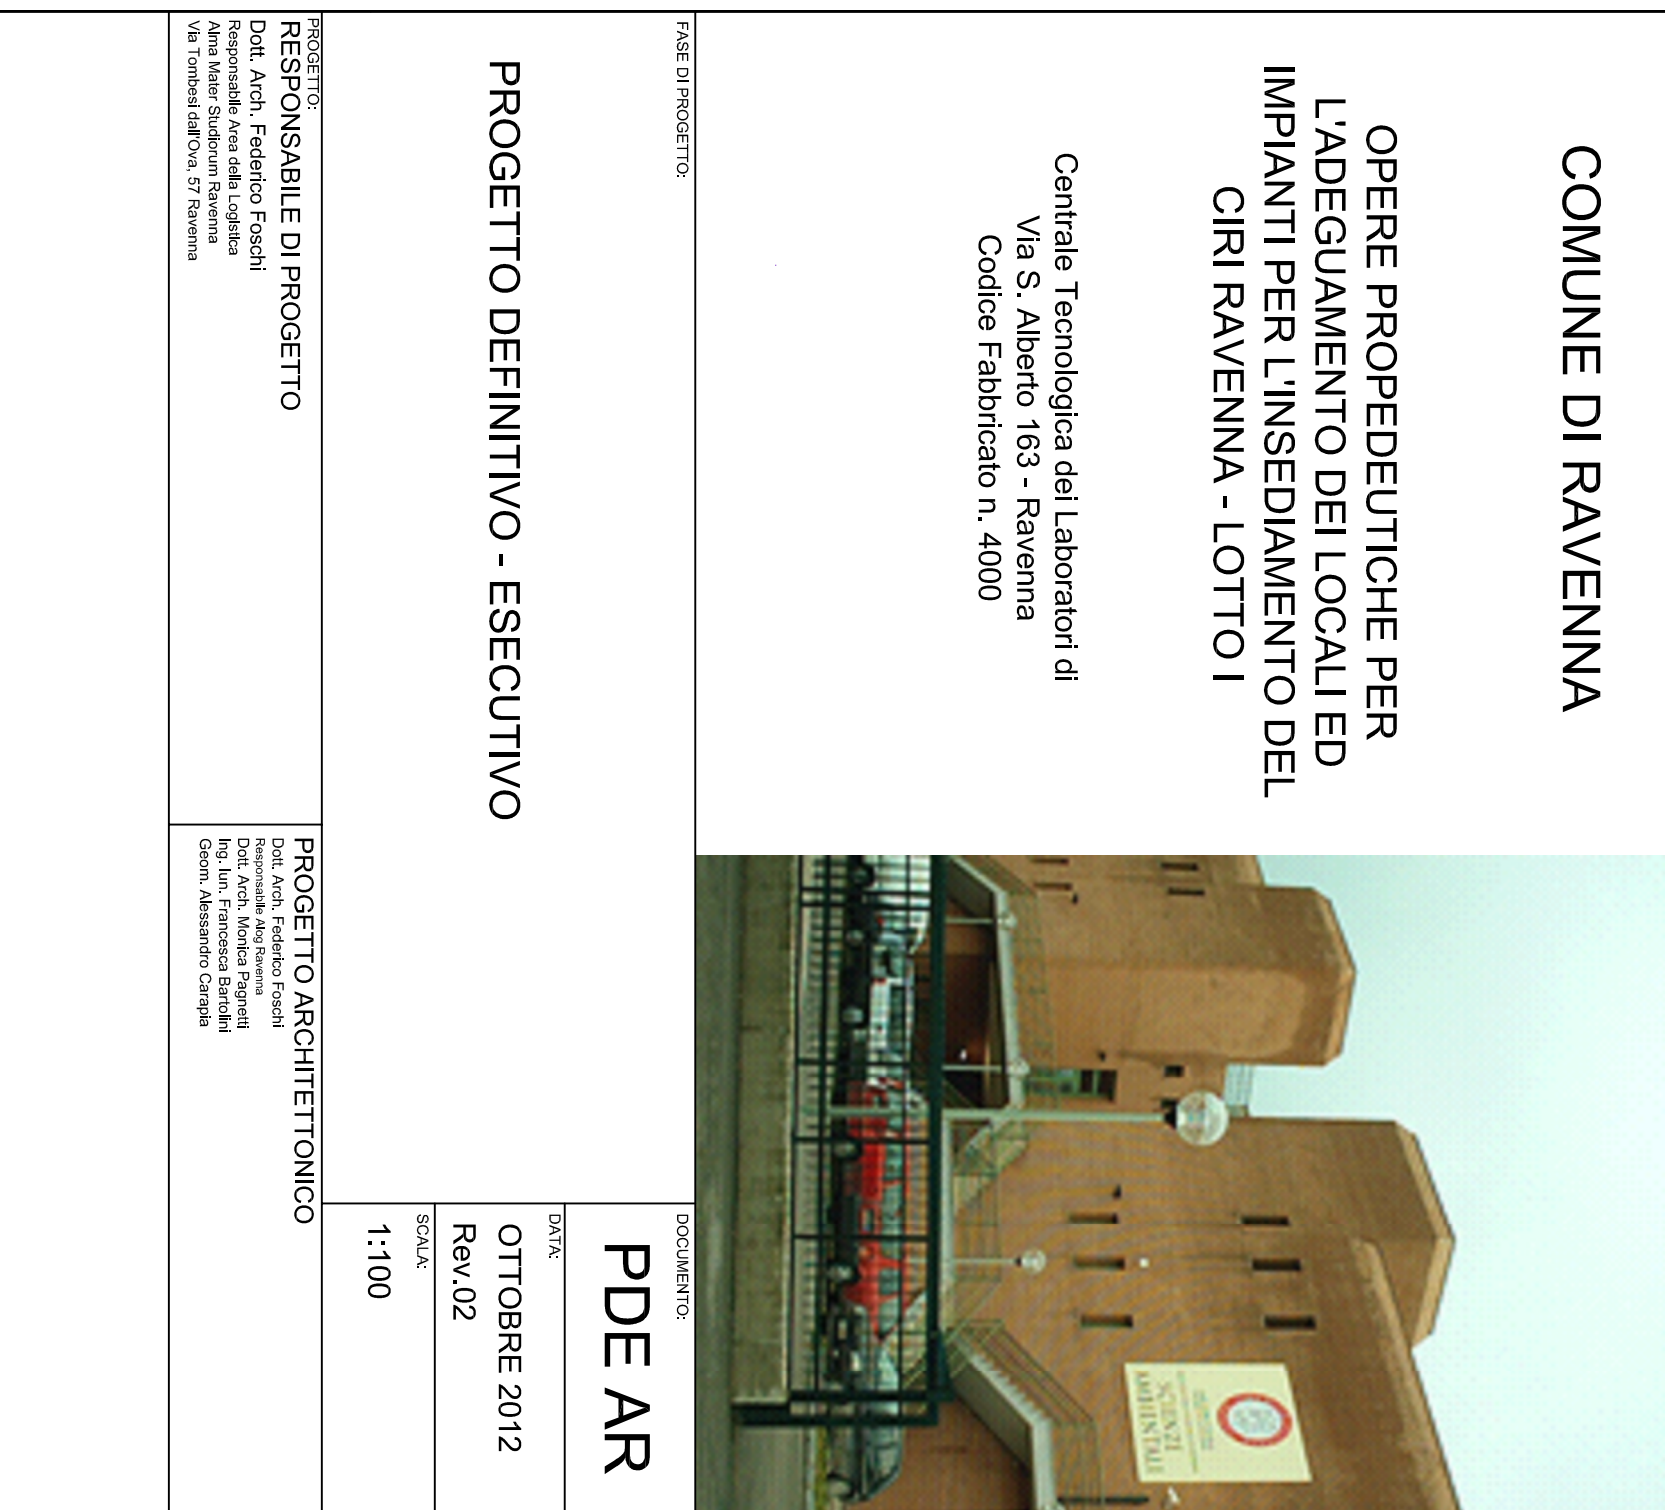 COMUNE DI RAVENNA
OPERE PROPEDEUTICHE PER
L'ADEGUAMENTO DEI LOCALI ED
IMPIANTI PER L'INSEDIAMENTO DEL
CIRI RAVENNA - LOTTO I
Centrale Tecnologica dei Laboratori di
Via S. Alberto 163 - Ravenna
Codice Fabbricato n. 4000
SCIENZE
AMBIENTALI
FASE DI PROGETTO:
PROGETTO DEFINITIVO - ESECUTIVO
DOCUMENTO:
PDE AR
DATA:
OTTOBRE 2012
Rev.02
SCALA:
1:100
PROGETTO:
RESPONSABILE DI PROGETTO
Dott. Arch. Federico Foschi
Responsabile Area della Logistica
Alma Mater Studiorum Ravenna
Via Tombesi dall'Ova, 57 Ravenna
PROGETTO ARCHITETTONICO
Dott. Arch. Federico Foschi
Responsabile Alog Ravenna
Dott. Arch. Monica Pagnetti
Ing. Iun. Francesca Bartolini
Geom. Alessandro Carapia